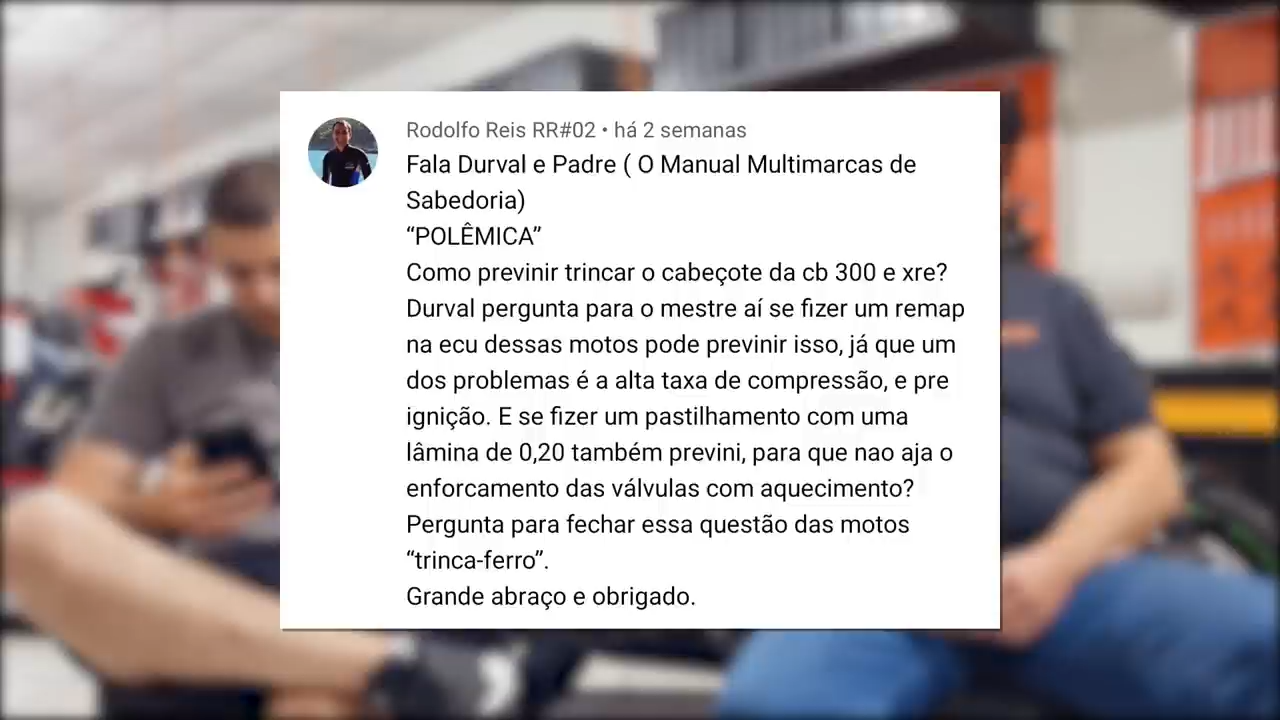 Rodolfo Reis RR#02 • há 2 semanas
Fala Durval e Padre ( O Manual Multimarcas de
Sabedoria)
“POLÊMICA”
Como previnir trincar o cabeçote da cb 300 e xre?
Durval pergunta para o mestre aí se fizer um remap
na ecu dessas motos pode previnir isso, já que um
dos problemas é a alta taxa de compressão, e pre
ignição. E se fizer um pastilhamento com uma
lâmina de 0,20 também previni, para que nao aja o
enforcamento das válvulas com aquecimento?
Pergunta para fechar essa questão das motos
“trinca-ferro”.
Grande abraço e obrigado.